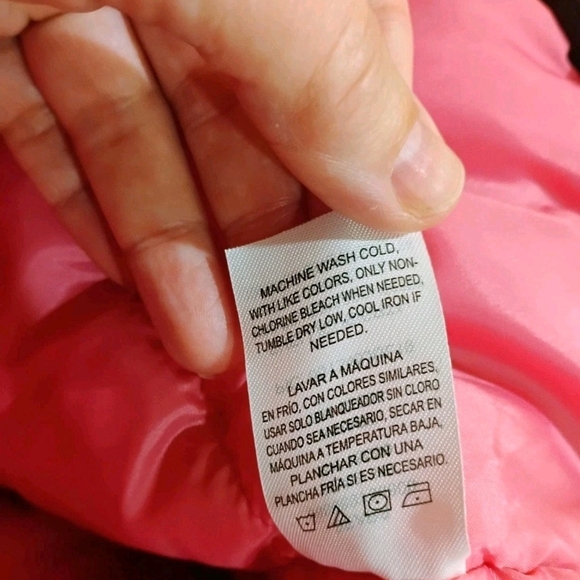 MACHINE WASH COLD,
WITH LIKE COLORS, ONLY NON-
CHLORINE BLEACH WHEN NEEDED,
TUMBLE DRY LOW, COOL IRON IF
NEEDED.
LAVAR A MÁQUINA
EN FRÍO, CON COLORES SIMILARES,
USAR SOLO BLANQUEADOR SIN CLORO
CUANDO SEA NECESARIO, SECAR EN
MÁQUINA A TEMPERATURA BAJA,
PLANCHAR CON UNA
PLANCHA FRÍA SI ES NECESARIO.